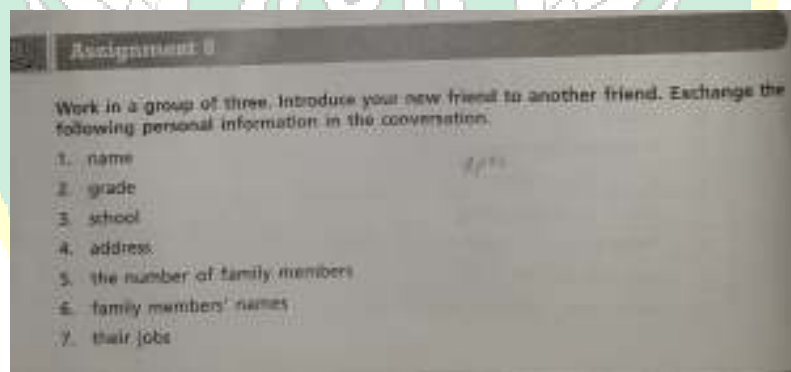 Assignment 8
Work in a group of three. Introduce your new friend to another friend. Exchange the
following personal information in the conversation.
1. name
2. grade
3. school
4. address
5. the number of family members
6. family members' names
7. their jobs